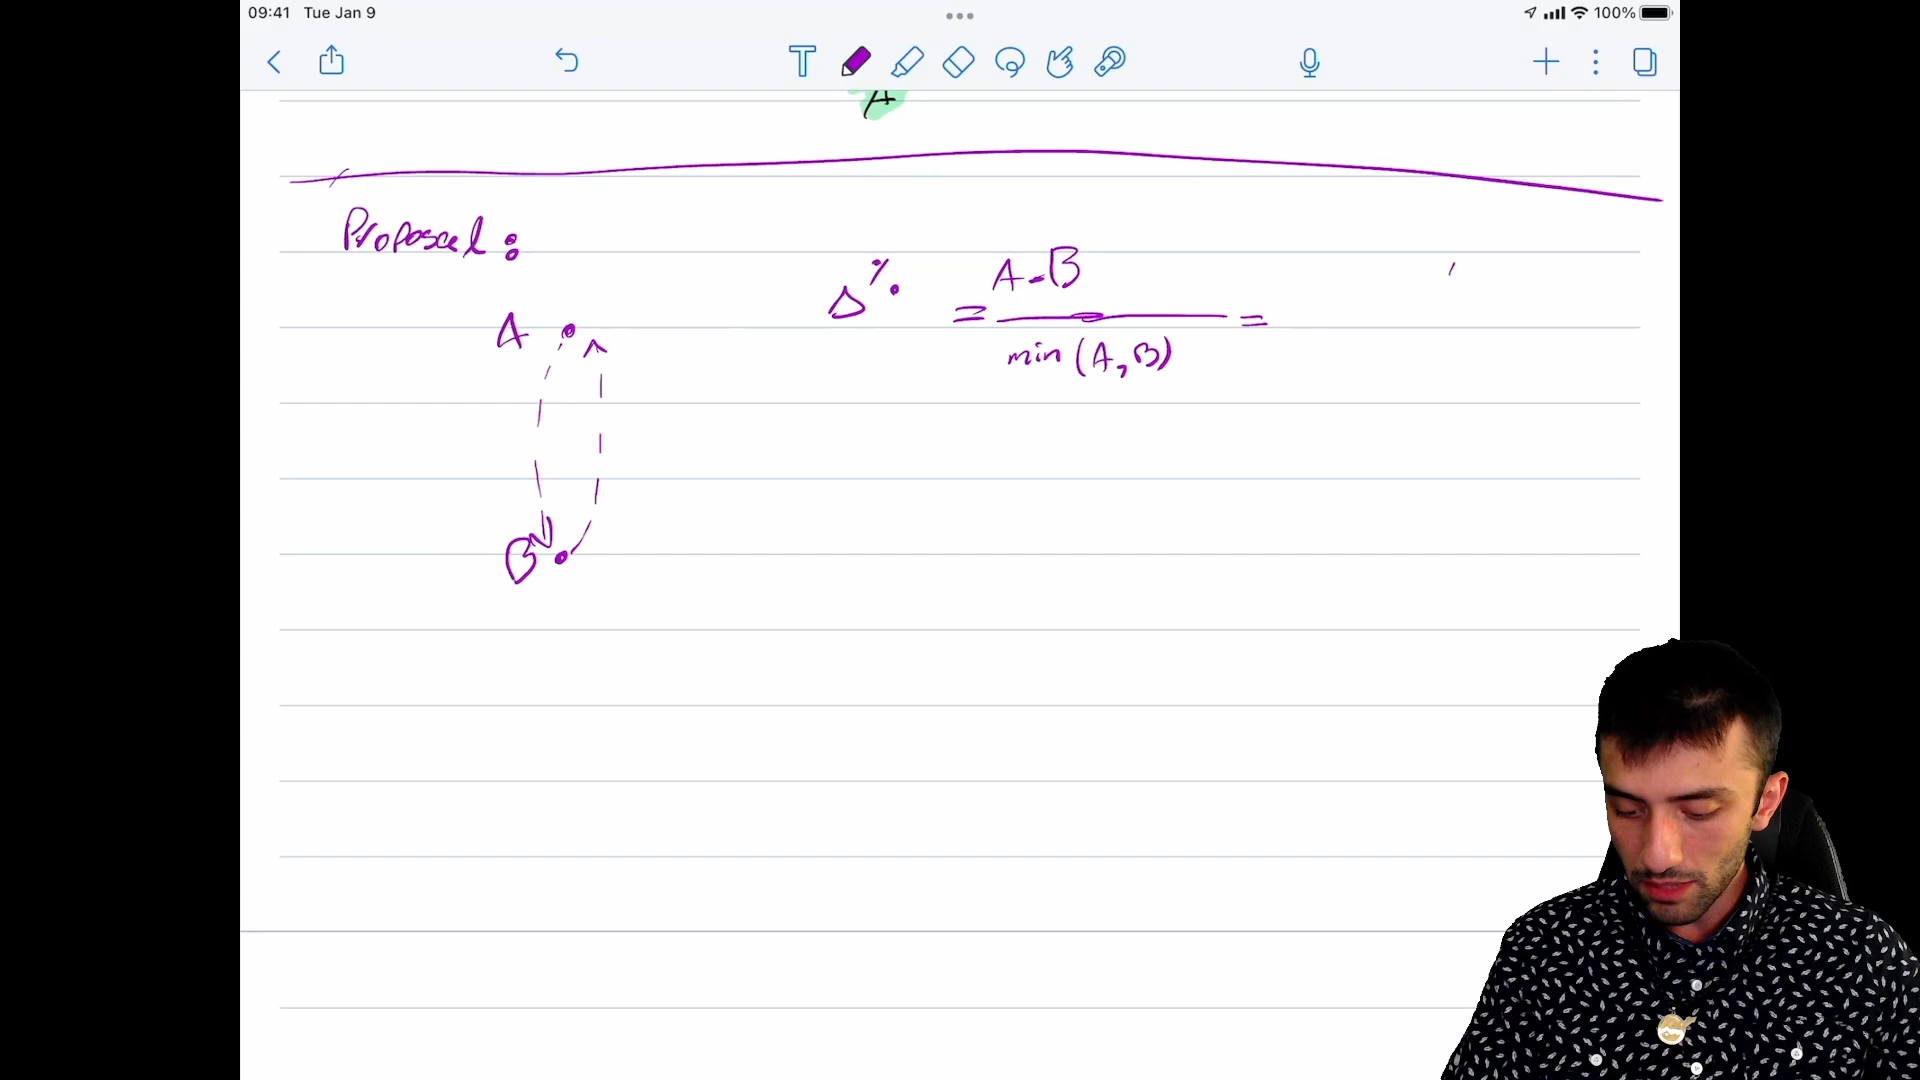 09:41 Tue Jan 9 100%
T
A
Proposal:
Δ% = A-B / min(A,B) =
A
B